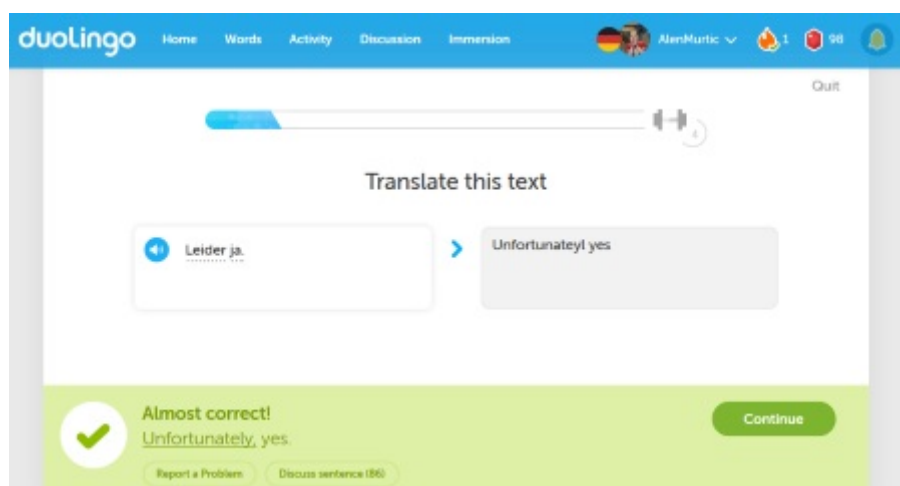 duolingo Home Words Activity Discussion Immersion AlenMurtic 1 98
Quit
4
Translate this text
Leider ja.
Unfortunateyl yes
Almost correct!
Unfortunately, yes.
Continue
Report a Problem Discuss sentence (86)